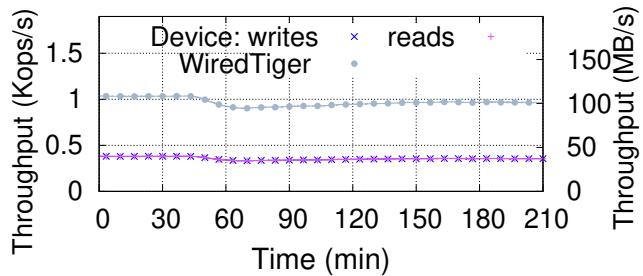 Device: writes reads
WiredTiger
Throughput (Kops/s)
1.5
1
0.5
0
Throughput (MB/s)
150
100
50
0
0 30 60 90 120 150 180 210
Time (min)